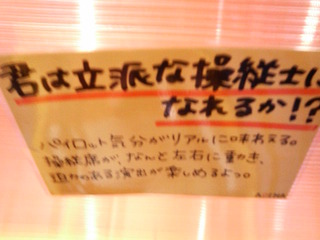 君は立派な操縦士に
なれるか!?
パイロット気分がリアルに味わえる。
操縦席が、なんと左右に動き、
迫力のある演出が楽しめるよっ。